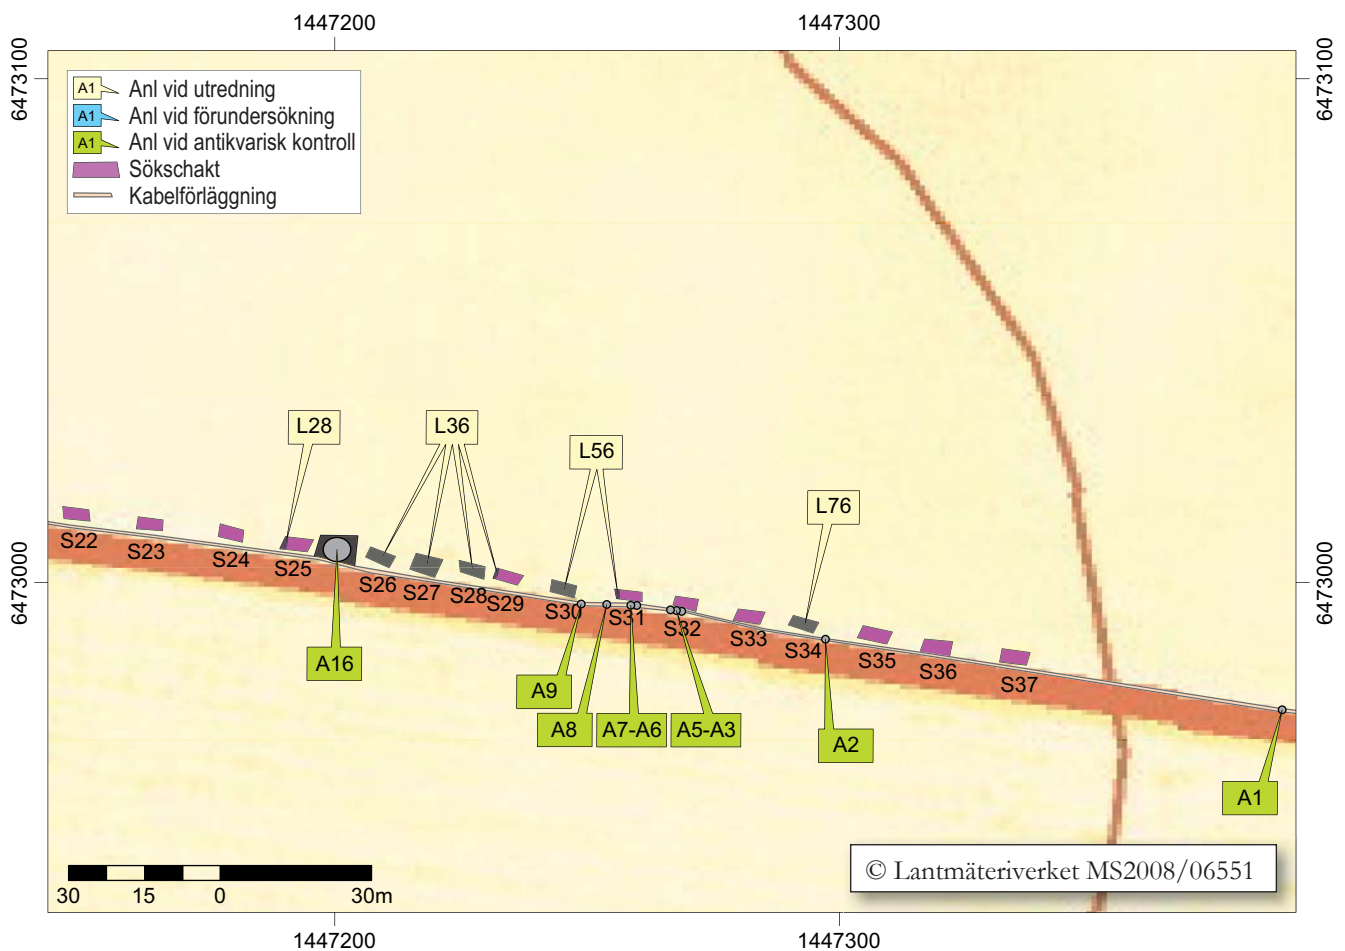 1447200
1447300
6473100
6473100
A1 Anl vid utredning
A1 Anl vid förundersökning
A1 Anl vid antikvarisk kontroll
Sökschakt
Kabelförläggning
L28
L36
L56
L76
S22
S23
S24
S25
S26
S27
S28
S29
S30
S31
S32
S33
S34
S35
S36
S37
6473000
6473000
A16
A9
A8
A7-A6
A5-A3
A2
A1
30 15 0 30m
© Lantmäteriverket MS2008/06551
1447200
1447300